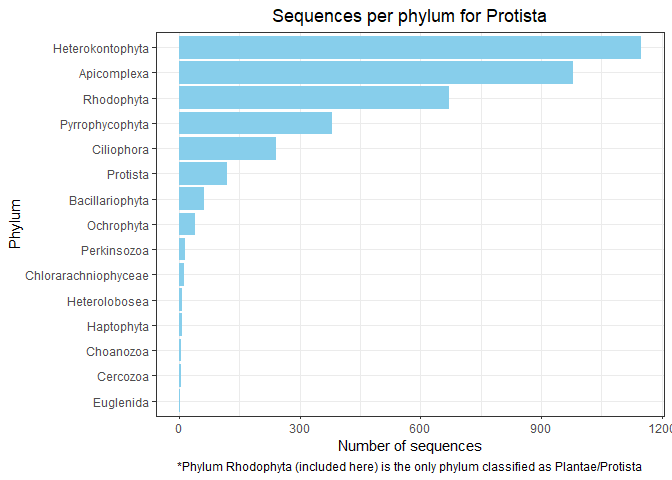 Sequences per phylum for Protista
Phylum
Heterokontophyta
Apicomplexa
Rhodophyta
Pyrrophycophyta
Ciliophora
Protista
Bacillariophyta
Ochrophyta
Perkinsozoa
Chlorarachniophyceae
Heterolobosea
Haptophyta
Choanozoa
Cercozoa
Euglenida
0 300 600 900 1200
Number of sequences
*Phylum Rhodophyta (included here) is the only phylum classified as Plantae/Protista